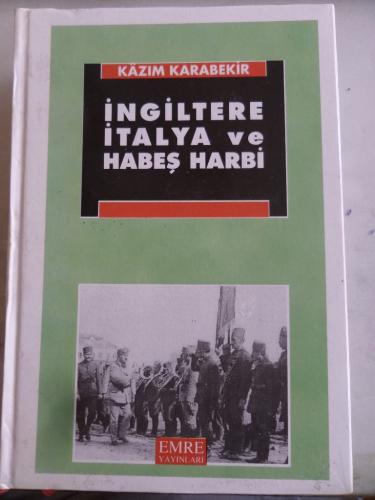 KÂZIM KARABEKİR
İNGİLTERE
İTALYA ve
HABEŞ HARBİ
EMRE
YAYINLARI